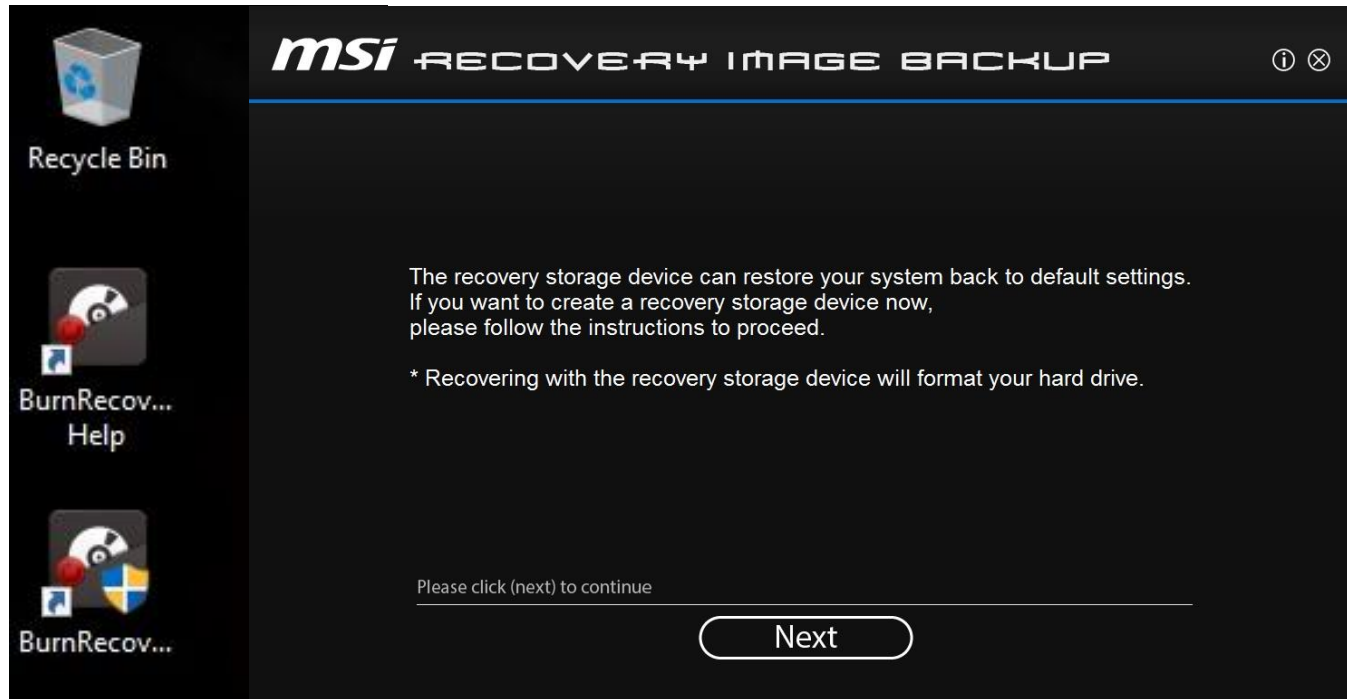 Recycle Bin
BurnRecov...
Help
BurnRecov...
msi RECOVERY IMAGE BACKUP
The recovery storage device can restore your system back to default settings.
If you want to create a recovery storage device now,
please follow the instructions to proceed.
* Recovering with the recovery storage device will format your hard drive.
Please click (next) to continue
Next